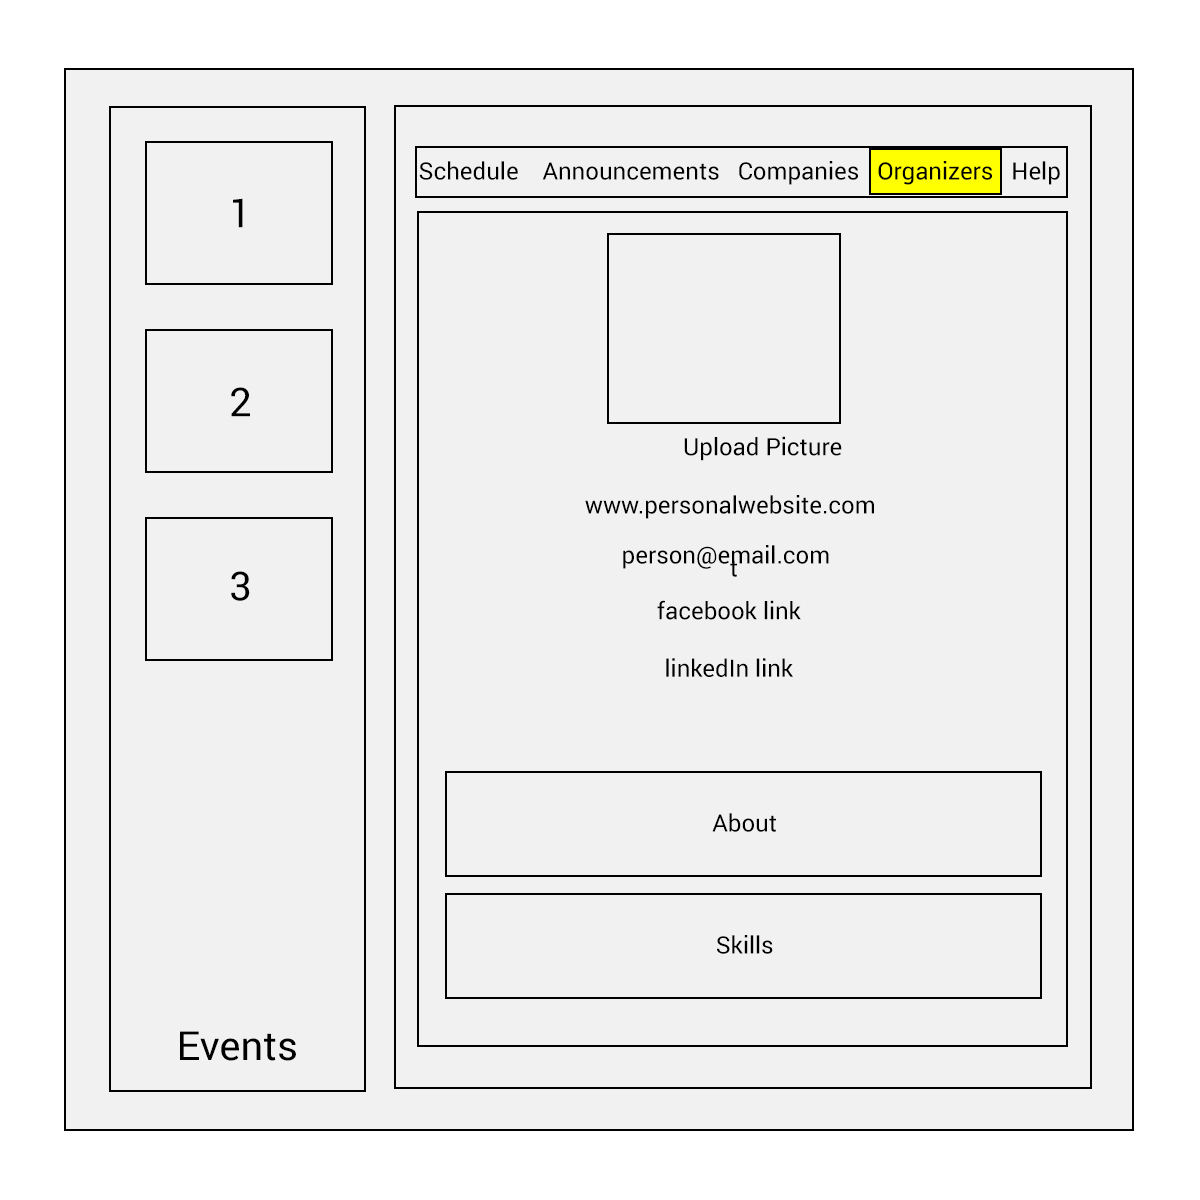 1
2
3
Events
Schedule Announcements Companies Organizers Help
Upload Picture
www.personalwebsite.com
person@email.com
t
facebook link
linkedIn link
About
Skills